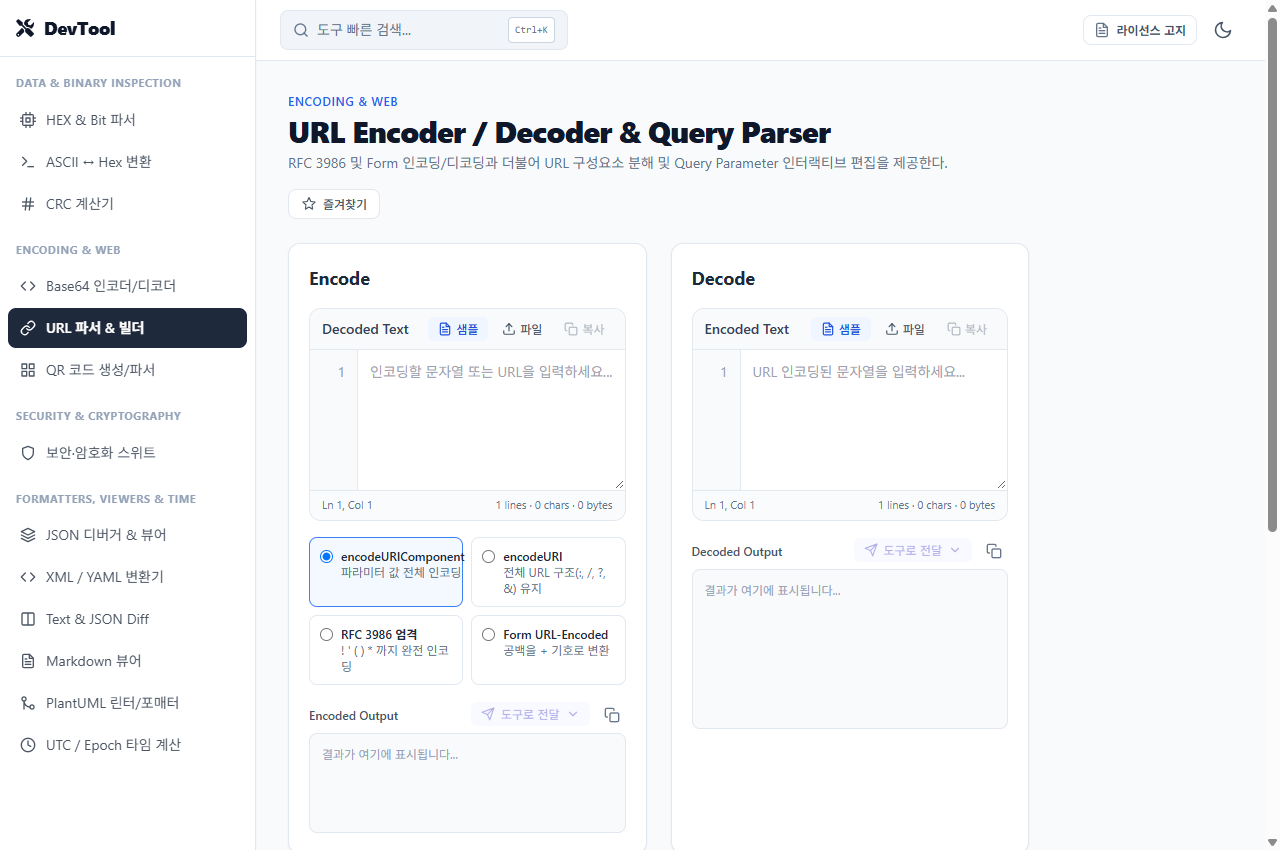 DevTool
도구 빠른 검색...
Ctrl+K
라이선스 고지
DATA & BINARY INSPECTION
HEX & Bit 파서
ASCII ↔ Hex 변환
CRC 계산기
ENCODING & WEB
Base64 인코더/디코더
URL 파서 & 빌더
QR 코드 생성/파서
SECURITY & CRYPTOGRAPHY
보안·암호화 스위트
FORMATTERS, VIEWERS & TIME
JSON 디버거 & 뷰어
XML / YAML 변환기
Text & JSON Diff
Markdown 뷰어
PlantUML 린터/포매터
UTC / Epoch 타임 계산
ENCODING & WEB
URL Encoder / Decoder & Query Parser
RFC 3986 및 Form 인코딩/디코딩과 더불어 URL 구성요소 분해 및 Query Parameter 인터랙티브 편집을 제공한다.
즐겨찾기
Encode
Decoded Text 샘플 파일 복사
1 인코딩할 문자열 또는 URL을 입력하세요...
Ln 1, Col 1 1 lines · 0 chars · 0 bytes
encodeURIComponent
파라미터 값 전체 인코딩
encodeURI
전체 URL 구조(:, /, ?,
&) 유지
RFC 3986 엄격
! ' ( ) * 까지 완전 인코
딩
Form URL-Encoded
공백을 + 기호로 변환
Encoded Output 도구로 전달
결과가 여기에 표시됩니다...
Decode
Encoded Text 샘플 파일 복사
1 URL 인코딩된 문자열을 입력하세요...
Ln 1, Col 1 1 lines · 0 chars · 0 bytes
Decoded Output 도구로 전달
결과가 여기에 표시됩니다...